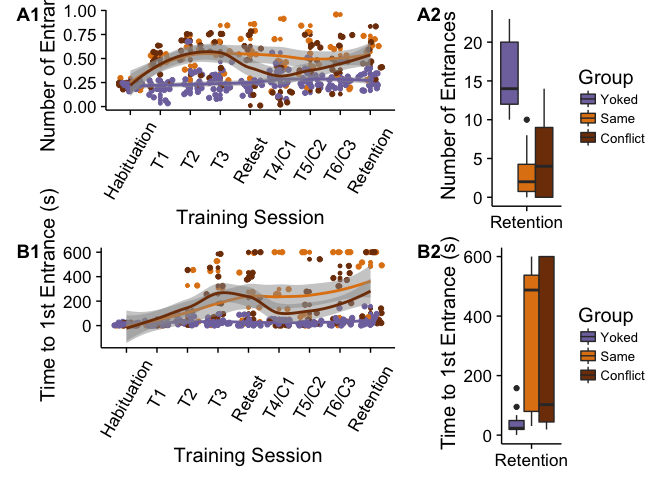 A1
Number of Entran
1.00
0.75
0.50
0.25
0.00
Habituation
T1
T2
T3
Retest
T4/C1
T5/C2
T6/C3
Retention
Training Session
A2
Number of Entrances
20
15
10
5
0
Retention
Group
Yoked
Same
Conflict
B1
Time to 1st Entrance (s)
600
400
200
0
Habituation
T1
T2
T3
Retest
T4/C1
T5/C2
T6/C3
Retention
Training Session
B2
Time to 1st Entrance (s)
600
400
200
0
Retention
Group
Yoked
Same
Conflict